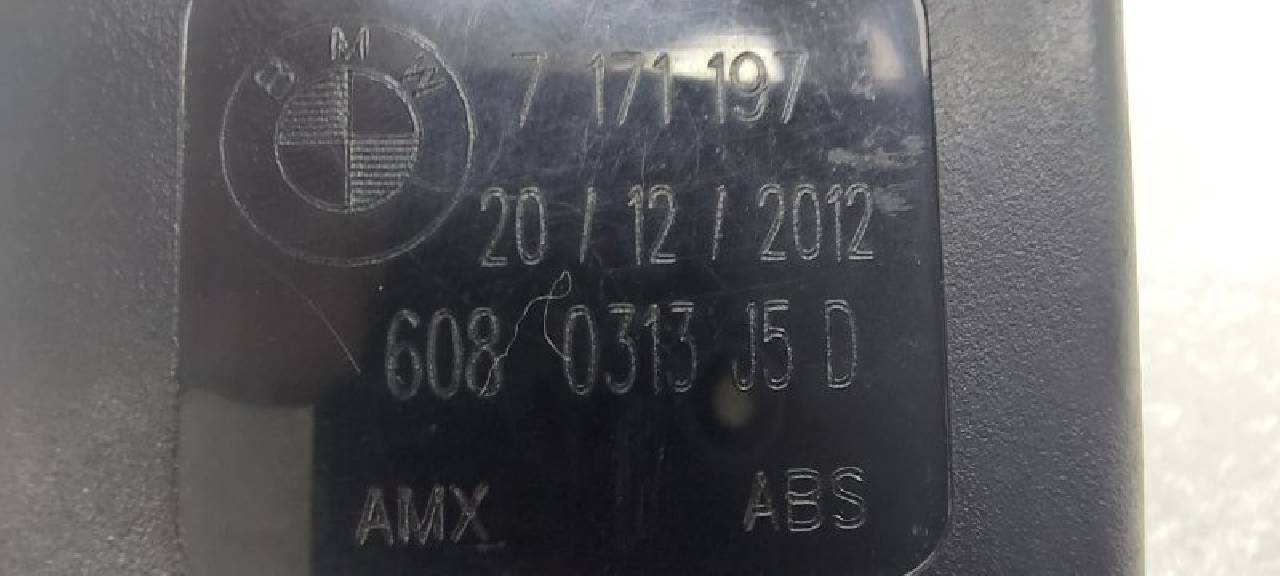 BMW
7 171 197
20 / 12 / 2012
608 0313 J5 D
AMX ABS